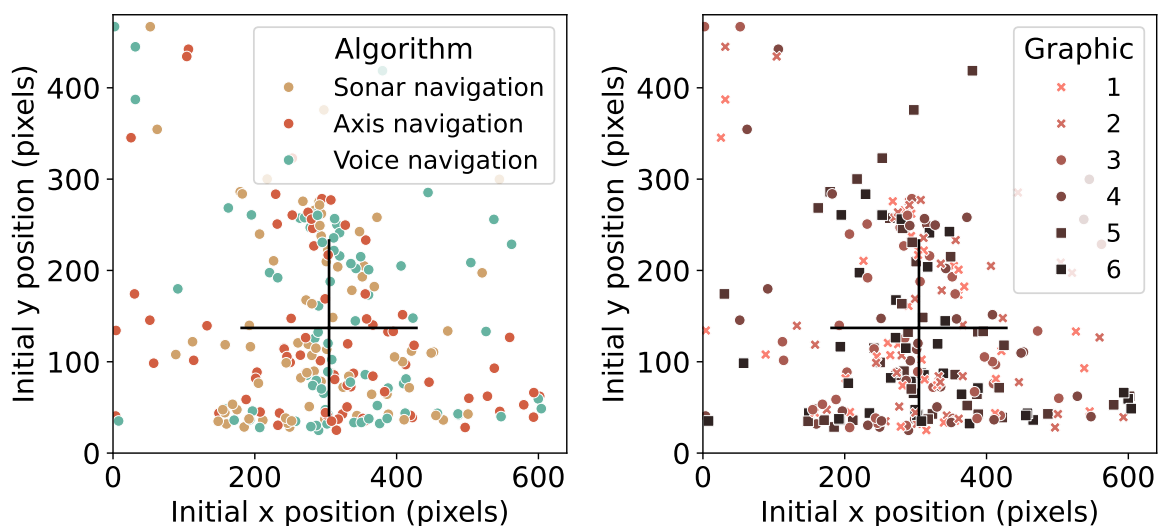 Initial y position (pixels)
400
300
200
100
0
Algorithm
Sonar navigation
Axis navigation
Voice navigation
0
200
400
600
Initial x position (pixels)
Initial y position (pixels)
400
300
200
100
0
Graphic
1
2
3
4
5
6
0
200
400
600
Initial x position (pixels)